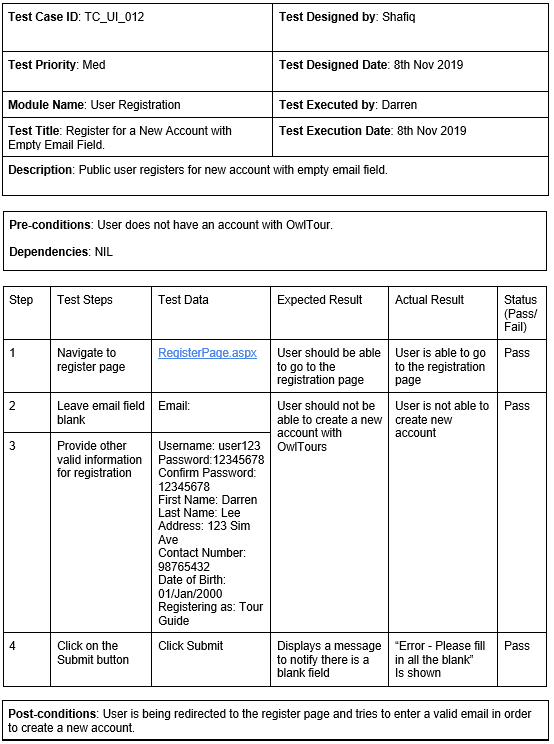 Test Case ID: TC_UI_012
Test Designed by: Shafiq
Test Priority: Med
Test Designed Date: 8th Nov 2019
Module Name: User Registration
Test Executed by: Darren
Test Title: Register for a New Account with
Empty Email Field.
Test Execution Date: 8th Nov 2019
Description: Public user registers for new account with empty email field.
Pre-conditions: User does not have an account with OwlTour.
Dependencies: NIL
Step
Test Steps
Test Data
Expected Result
Actual Result
Status
(Pass/
Fail)
1
Navigate to
register page
RegisterPage.aspx
User should be able
to go to the
registration page
User is able to go
to the registration
page
Pass
2
Leave email field
blank
Email:
User should not be
able to create a new
account with
OwlTours
User is not able to
create new
account
Pass
3
Provide other
valid information
for registration
Username: user123
Password:12345678
Confirm Password:
12345678
First Name: Darren
Last Name: Lee
Address: 123 Sim
Ave
Contact Number:
98765432
Date of Birth:
01/Jan/2000
Registering as: Tour
Guide
4
Click on the
Submit button
Click Submit
Displays a message
to notify there is a
blank field
“Error - Please fill
in all the blank”
Is shown
Pass
Post-conditions: User is being redirected to the register page and tries to enter a valid email in order
to create a new account.